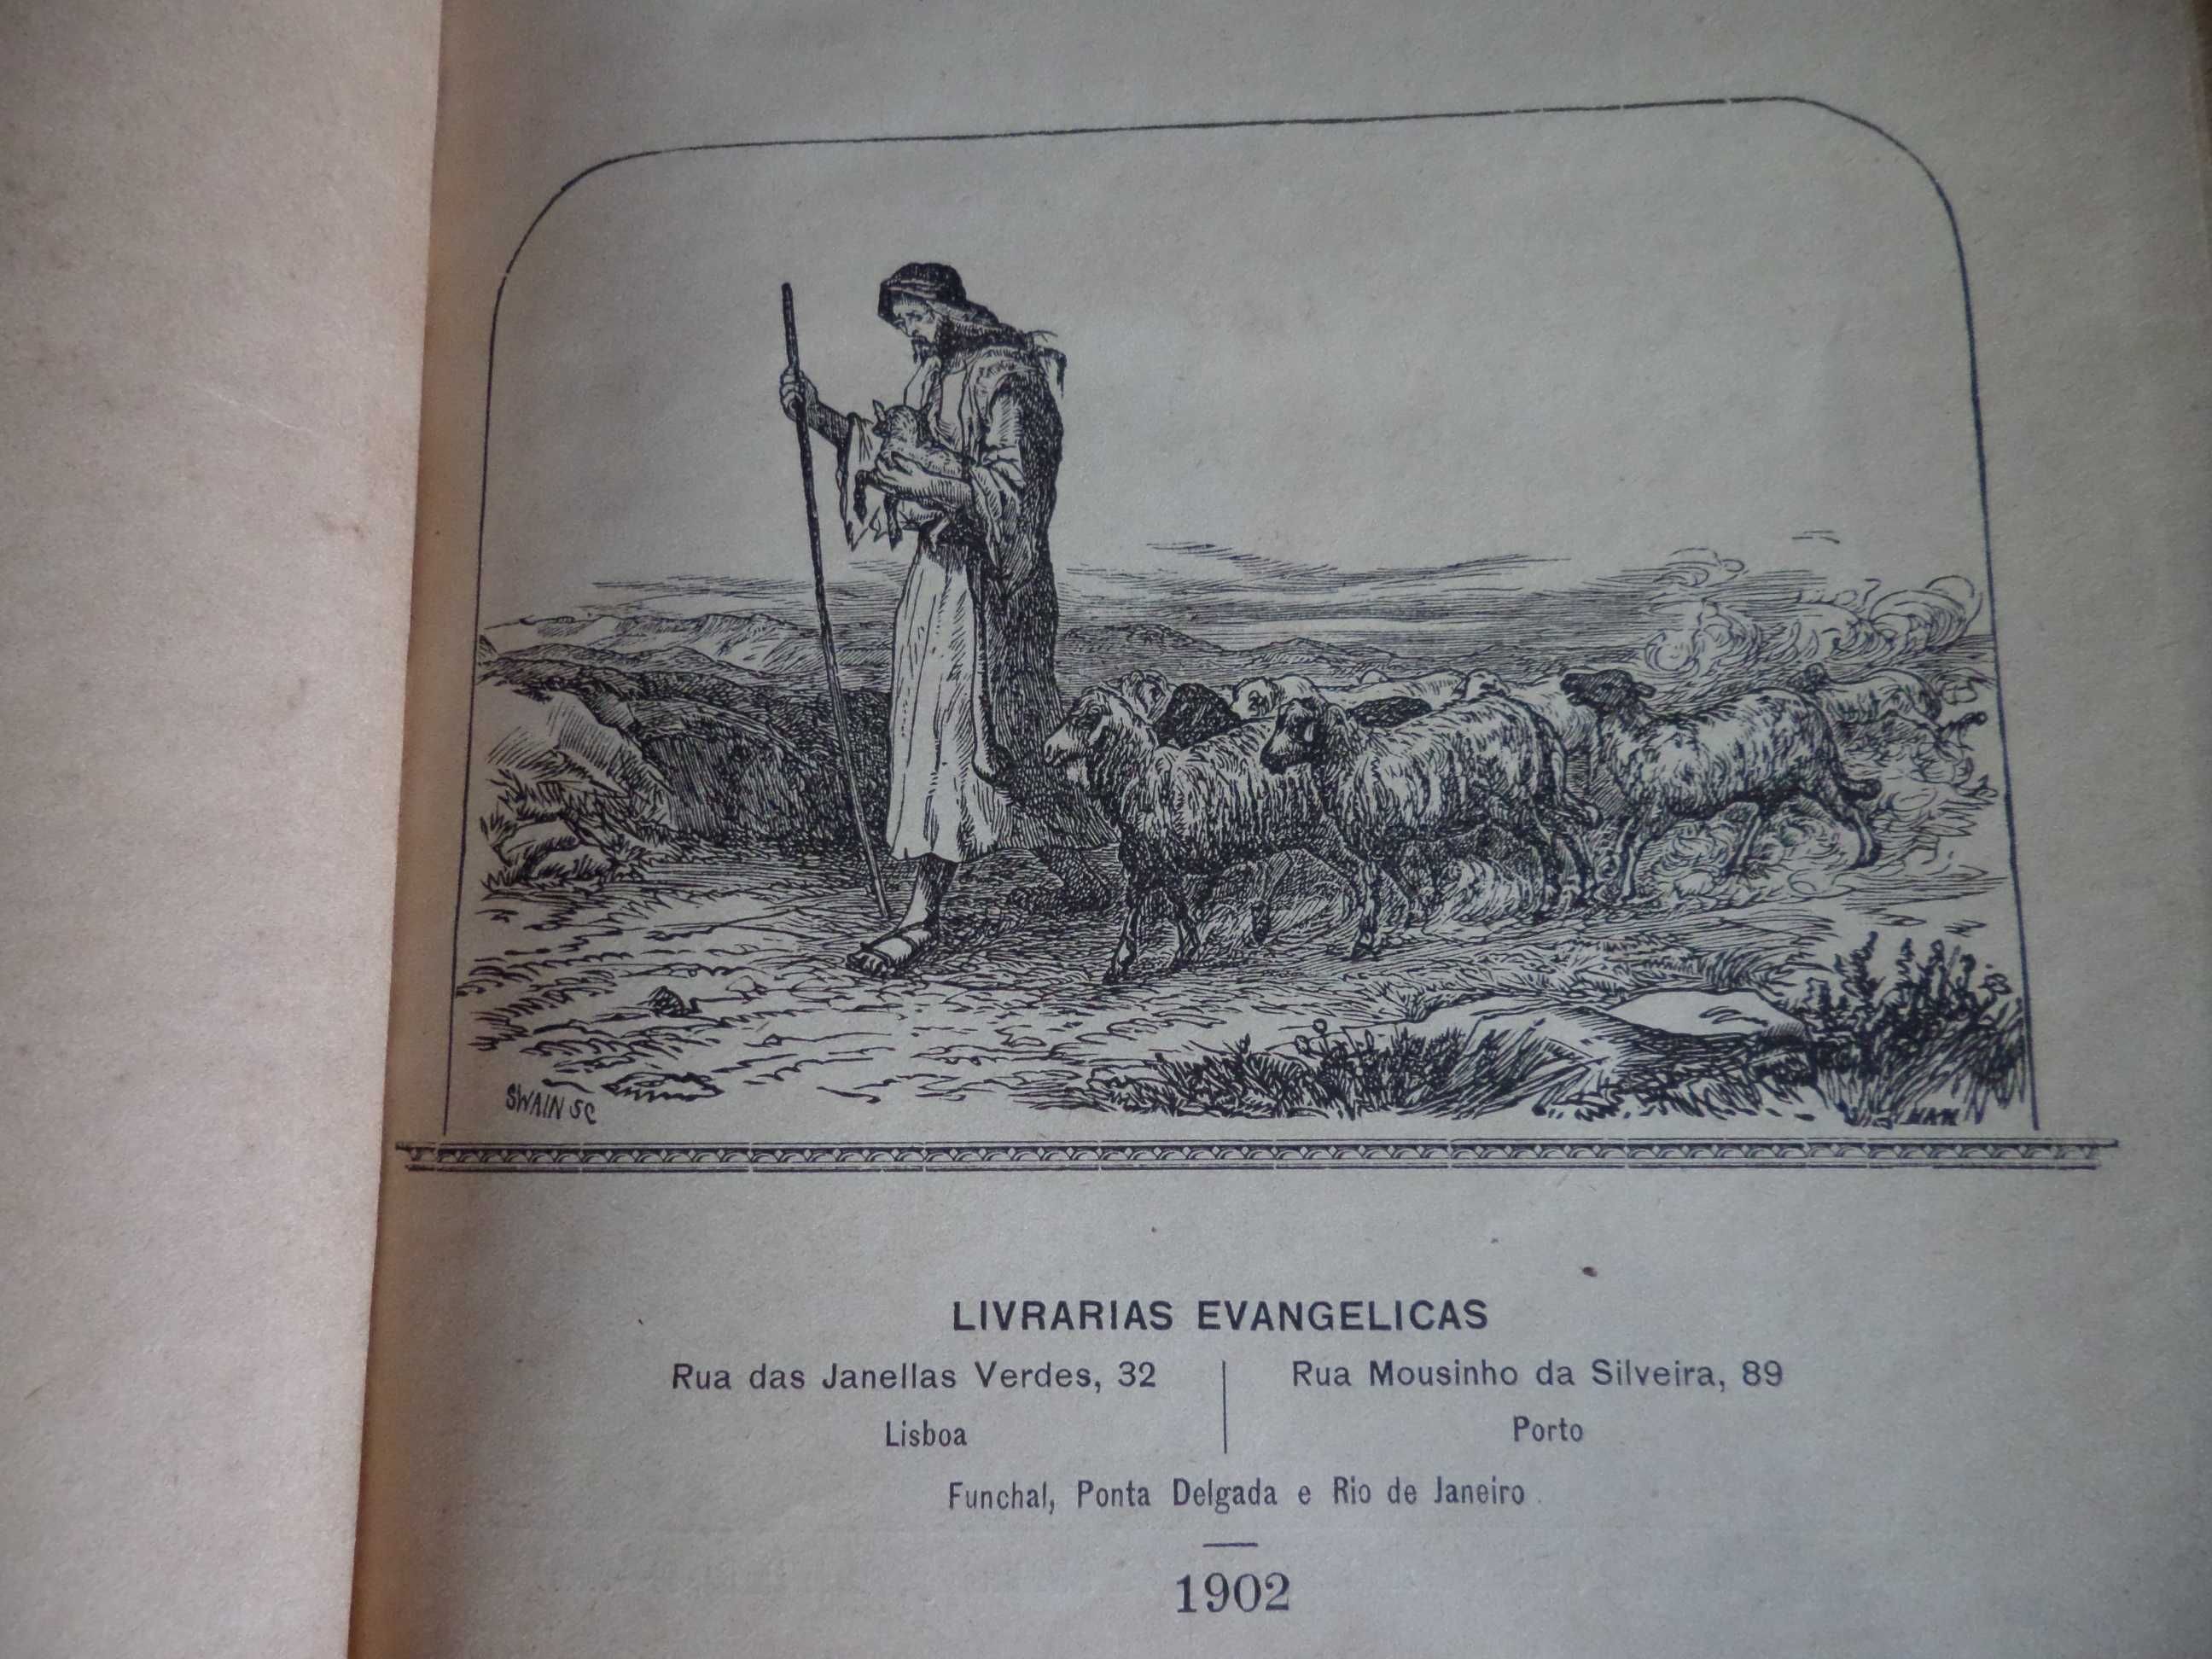 SWAIN SC
LIVRARIAS EVANGELICAS
Rua das Janellas Verdes, 32
Lisboa
Rua Mousinho da Silveira, 89
Porto
Funchal, Ponta Delgada e Rio de Janeiro
1902